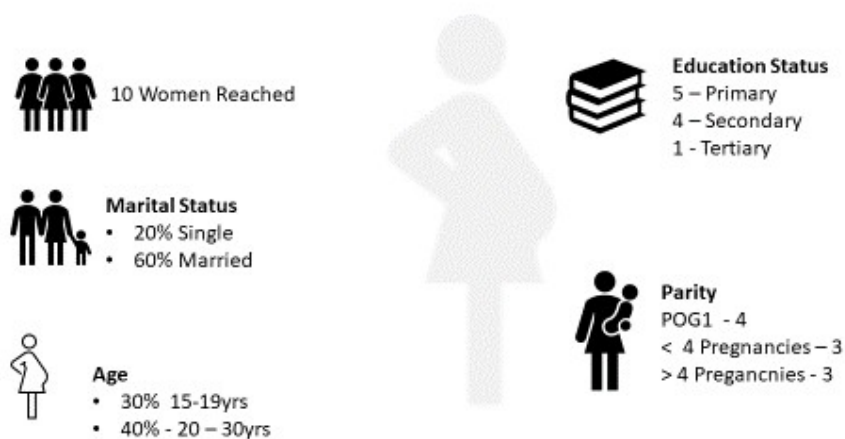 10 Women Reached
Marital Status
• 20% Single
• 60% Married
Age
• 30%  15-19yrs
• 40% - 20 – 30yrs
Education Status
5 – Primary
4 – Secondary
1 - Tertiary
Parity
POG1  - 4
<  4 Pregnancies – 3
> 4 Pregancnies - 3